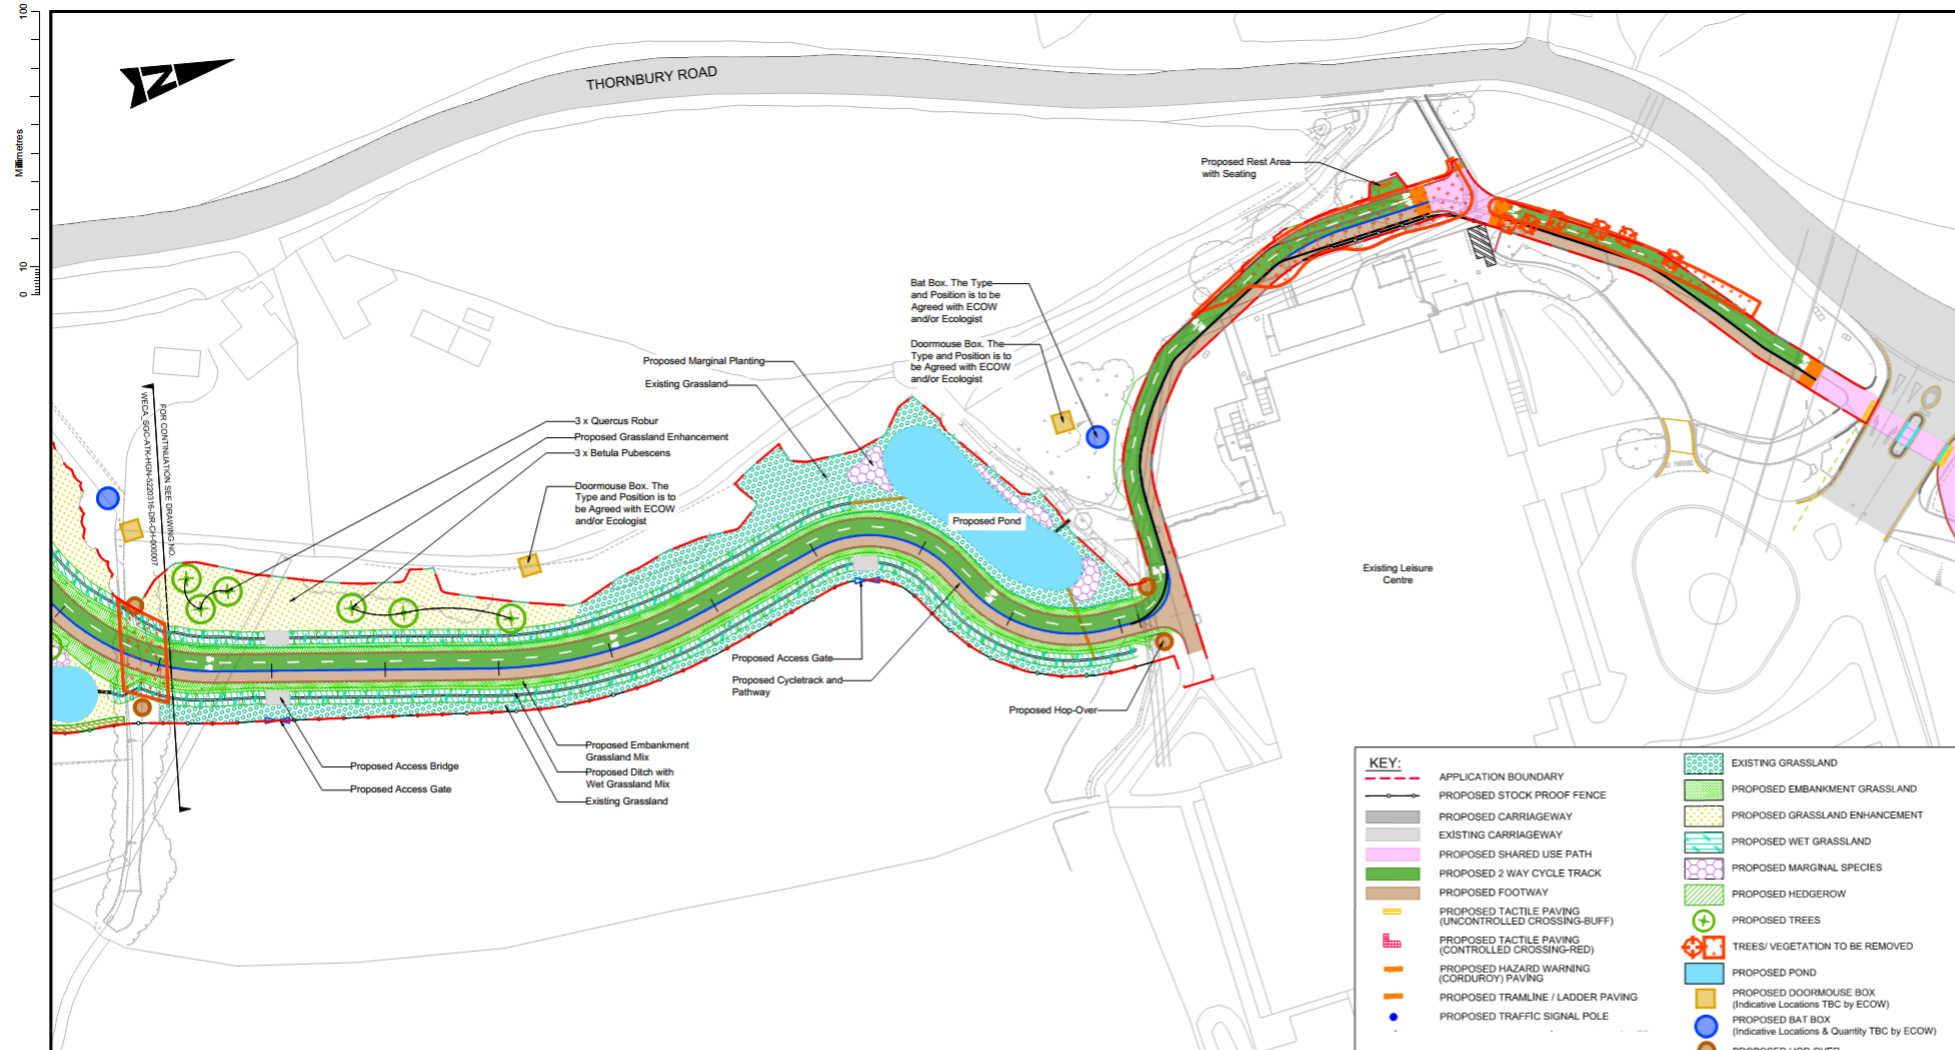 100
Millimetres
10
0
N
THORNBURY ROAD
Proposed Rest Area
with Seating
Bat Box. The Type
and Position is to be
Agreed with ECOW
and/or Ecologist
Doormouse Box. The
Type and Position is to
be Agreed with ECOW
and/or Ecologist
Proposed Marginal Planting
Existing Grassland
3 x Quercus Robur
Proposed Grassland Enhancement
3 x Betula Pubescens
Doormouse Box. The
Type and Position is to
be Agreed with ECOW
and/or Ecologist
FOR CONTINUATION SEE DRAWING NO.
WECA_SGC-ATK-HGN-5220316-DR-CH-000007
Proposed Pond
Existing Leisure
Centre
Proposed Access Gate
Proposed Cycletrack and
Pathway
Proposed Hop-Over
Proposed Embankment
Grassland Mix
Proposed Ditch with
Wet Grassland Mix
Existing Grassland
Proposed Access Bridge
Proposed Access Gate
KEY:
APPLICATION BOUNDARY
PROPOSED STOCK PROOF FENCE
PROPOSED CARRIAGEWAY
EXISTING CARRIAGEWAY
PROPOSED SHARED USE PATH
PROPOSED 2 WAY CYCLE TRACK
PROPOSED FOOTWAY
PROPOSED TACTILE PAVING
(UNCONTROLLED CROSSING-BUFF)
PROPOSED TACTILE PAVING
(CONTROLLED CROSSING-RED)
PROPOSED HAZARD WARNING
(CORDUROY) PAVING
PROPOSED TRAMLINE / LADDER PAVING
PROPOSED TRAFFIC SIGNAL POLE
EXISTING GRASSLAND
PROPOSED EMBANKMENT GRASSLAND
PROPOSED GRASSLAND ENHANCEMENT
PROPOSED WET GRASSLAND
PROPOSED MARGINAL SPECIES
PROPOSED HEDGEROW
PROPOSED TREES
TREES/ VEGETATION TO BE REMOVED
PROPOSED POND
PROPOSED DOORMOUSE BOX
(Indicative Locations TBC by ECOW)
PROPOSED BAT BOX
(Indicative Locations & Quantity TBC by ECOW)
PROPOSED HOP OVER